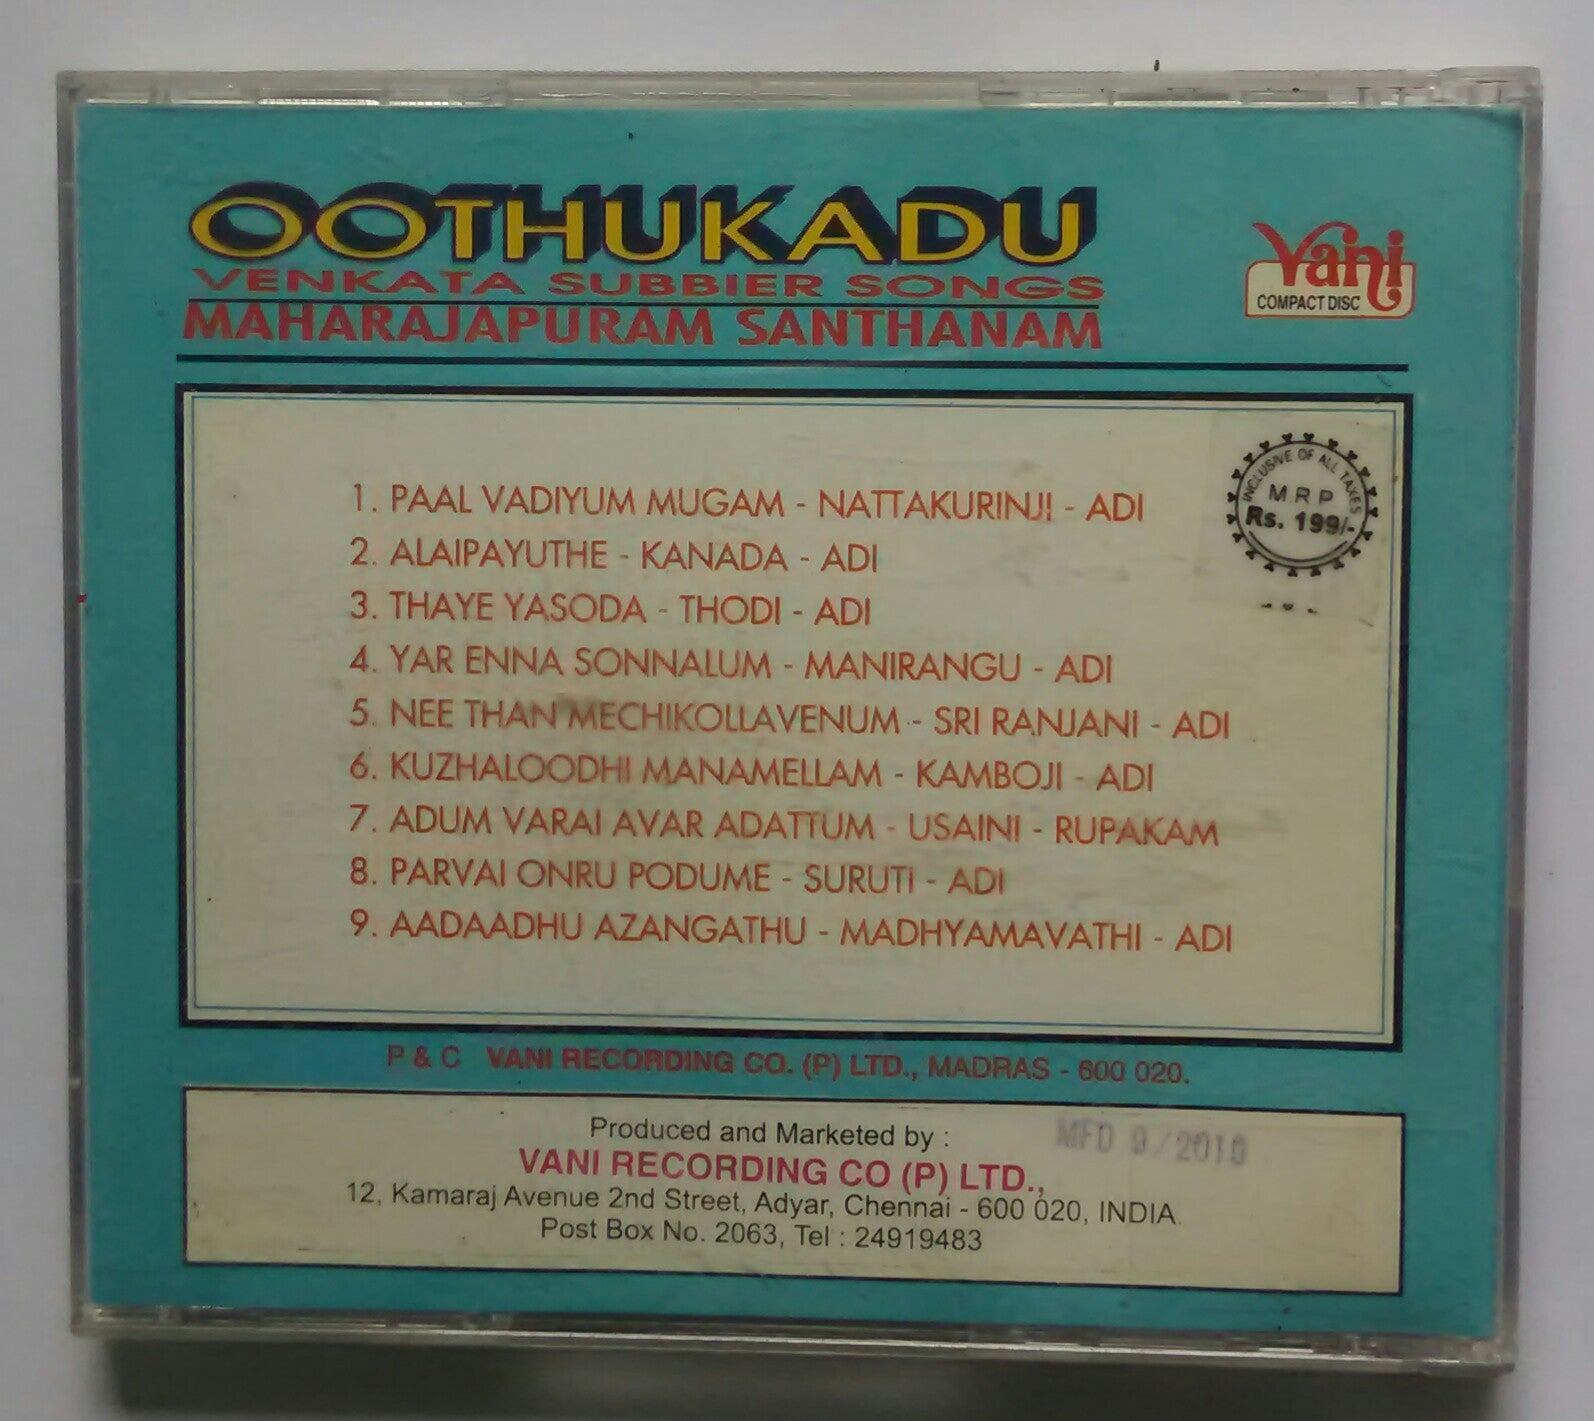 OOTHUKADU
VENKATA SUBBIER SONGS
MAHARAJAPURAM SANTHANAM
Vani
COMPACT DISC
INCLUSIVE OF ALL TAXES
MRP
Rs. 199/-
1. PAAL VADIYUM MUGAM - NATTAKURINJI - ADI
2. ALAIPAYUTHE - KANADA - ADI
3. THAYE YASODA - THODI - ADI
4. YAR ENNA SONNALUM - MANIRANGU - ADI
5. NEE THAN MECHIKOLLAVENUM - SRI RANJANI - ADI
6. KUZHALOODHI MANAMELLAM - KAMBOJI - ADI
7. ADUM VARAI AVAR ADATTUM - USAINI - RUPAKAM
8. PARVAI ONRU PODUME - SURUTI - ADI
9. AADAADHU AZANGATHU - MADHYAMAVATHI - ADI
P & C VANI RECORDING CO. (P) LTD., MADRAS - 600 020.
Produced and Marketed by :
MFD 9/2010
VANI RECORDING CO (P) LTD.,
12, Kamaraj Avenue 2nd Street, Adyar, Chennai - 600 020, INDIA
Post Box No. 2063, Tel : 24919483